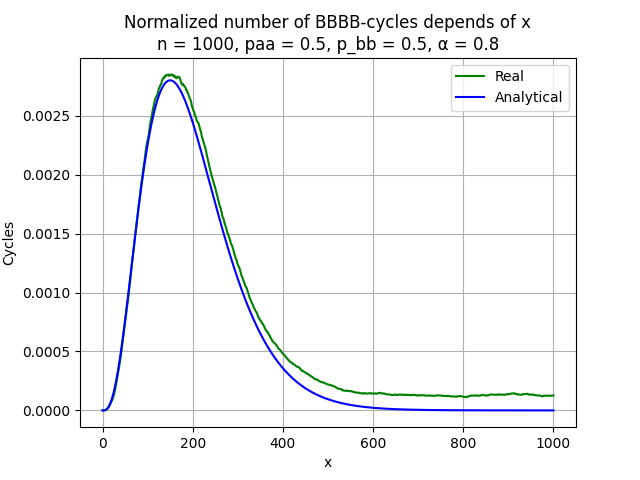 Normalized number of BBBB-cycles depends of x
n = 1000, paa = 0.5, p_bb = 0.5, α = 0.8
Real
Analytical
0.0025
0.0020
0.0015
0.0010
0.0005
0.0000
Cycles
0 200 400 600 800 1000
x